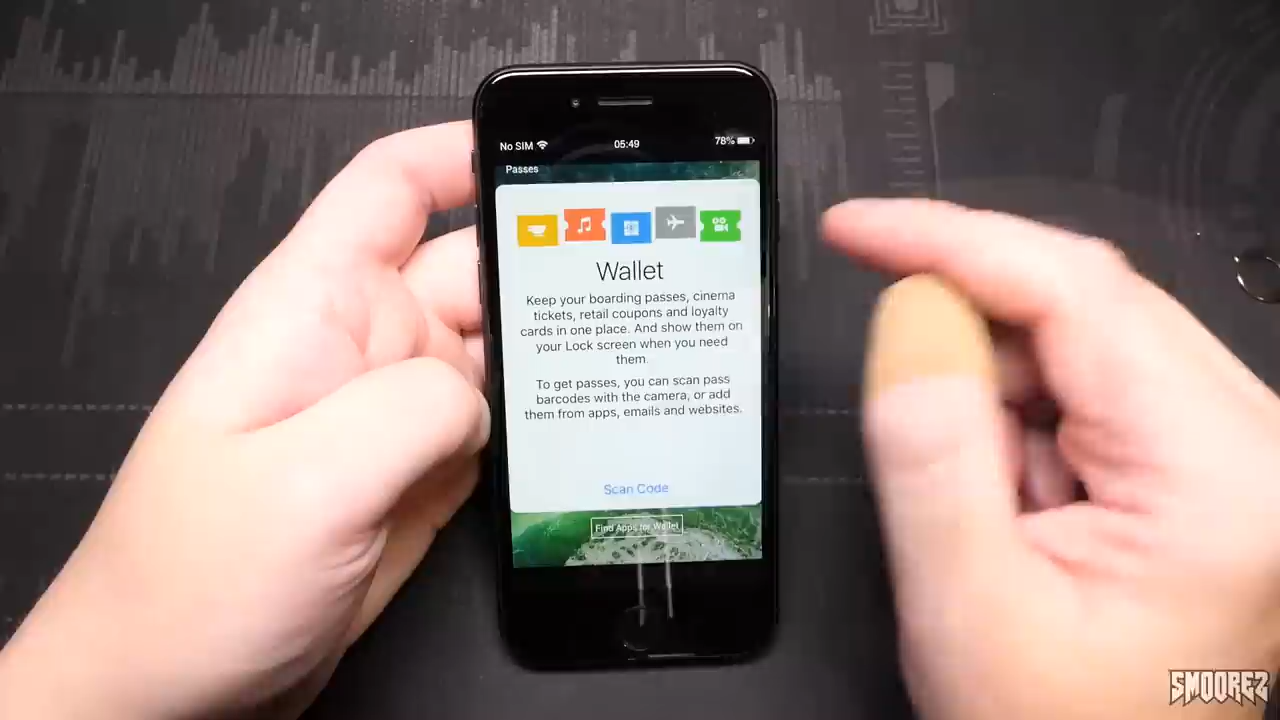 No SIM 05:49 78%
Passes
Wallet
Keep your boarding passes, cinema
tickets, retail coupons and loyalty
cards in one place. And show them on
your Lock screen when you need
them.
To get passes, you can scan pass
barcodes with the camera, or add
them from apps, emails and websites.
Scan Code
Find Apps for Wallet
SMOOREZ